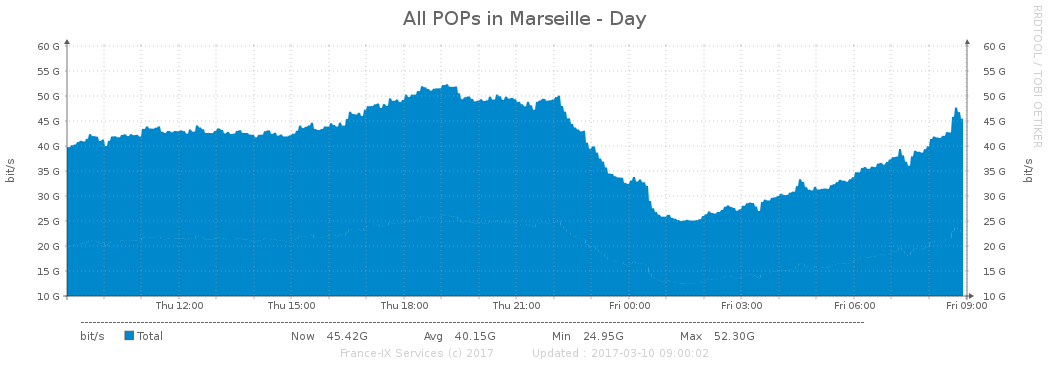 All POPs in Marseille - Day
RRDTOOL / TOBI OETIKER
60 G 60 G
55 G 55 G
50 G 50 G
45 G 45 G
40 G 40 G
35 G 35 G
30 G 30 G
25 G 25 G
20 G 20 G
15 G 15 G
10 G 10 G
bit/s
bit/s
Thu 12:00 Thu 15:00 Thu 18:00 Thu 21:00 Fri 00:00 Fri 03:00 Fri 06:00 Fri 09:00
bit/s Total Now 45.42G Avg 40.15G Min 24.95G Max 52.30G
France-IX Services (c) 2017 Updated : 2017-03-10 09:00:02